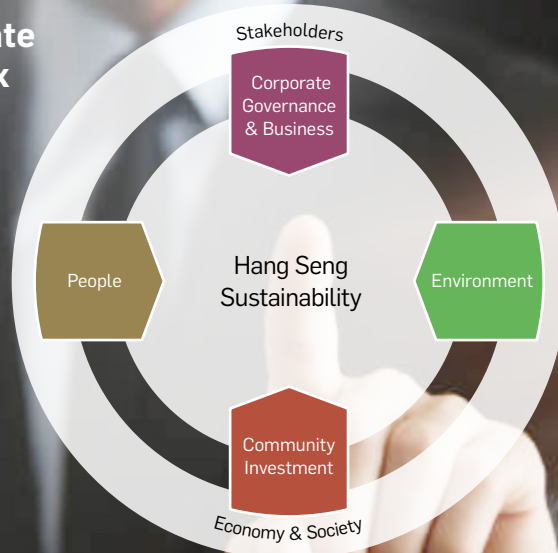 Stakeholders
Corporate
Governance
& Business
People
Hang Seng
Sustainability
Environment
Community
Investment
Economy & Society